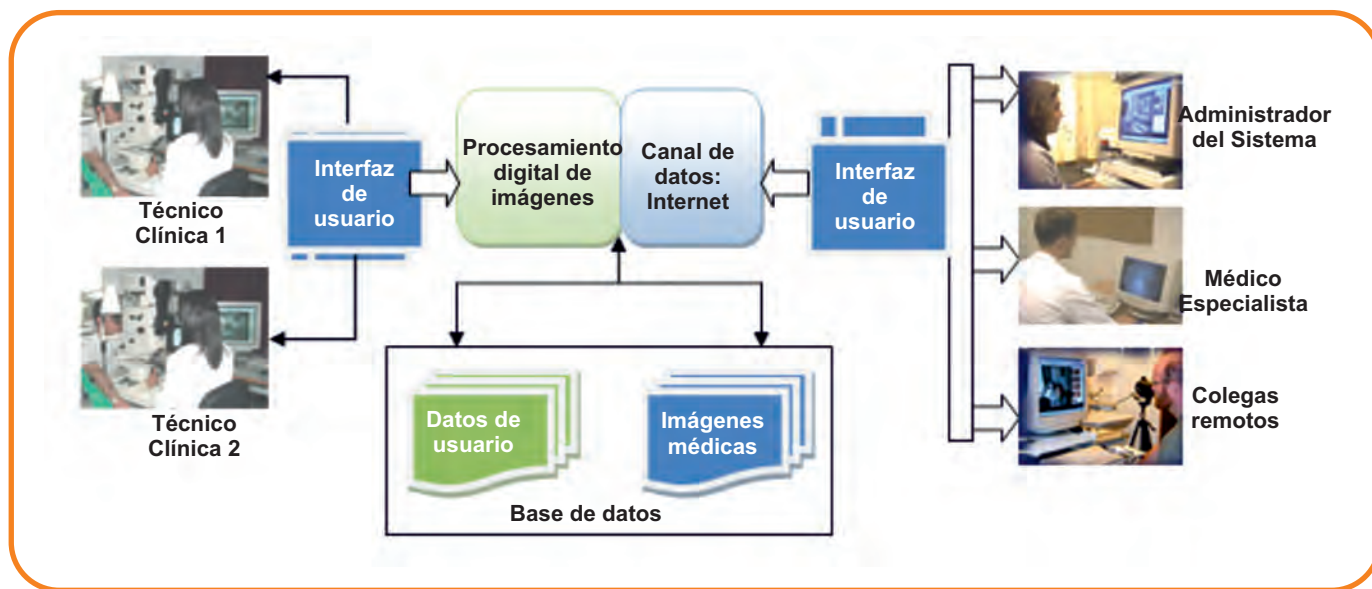 Técnico
Clínica 1
Técnico
Clínica 2
Interfaz
de
usuario
Procesamiento
digital de
imágenes
Canal de
datos:
Internet
Interfaz
de
usuario
Datos de
usuario
Imágenes
médicas
Base de datos
Administrador
del Sistema
Médico
Especialista
Colegas
remotos